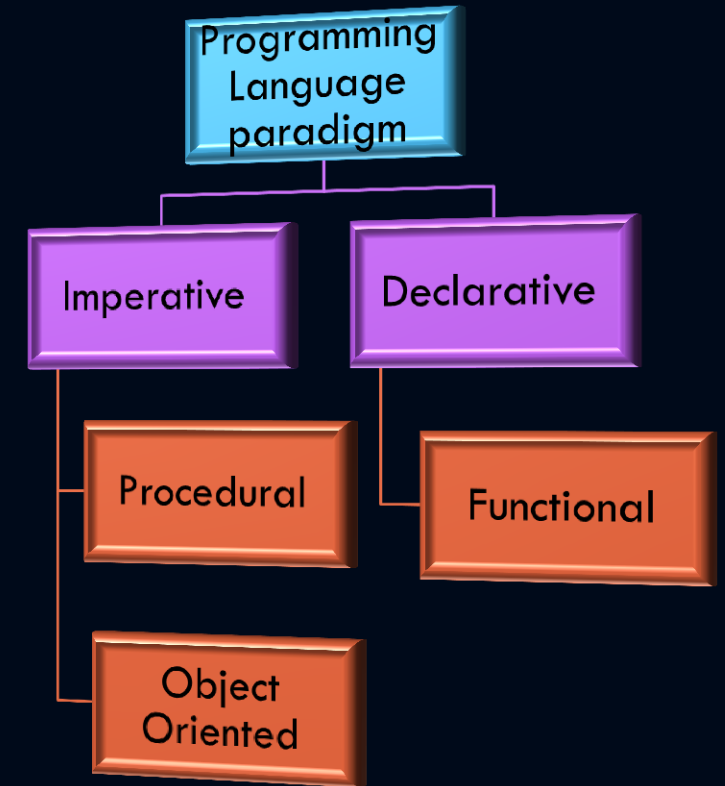 Programming
Language
paradigm
Imperative
Declarative
Procedural
Functional
Object
Oriented